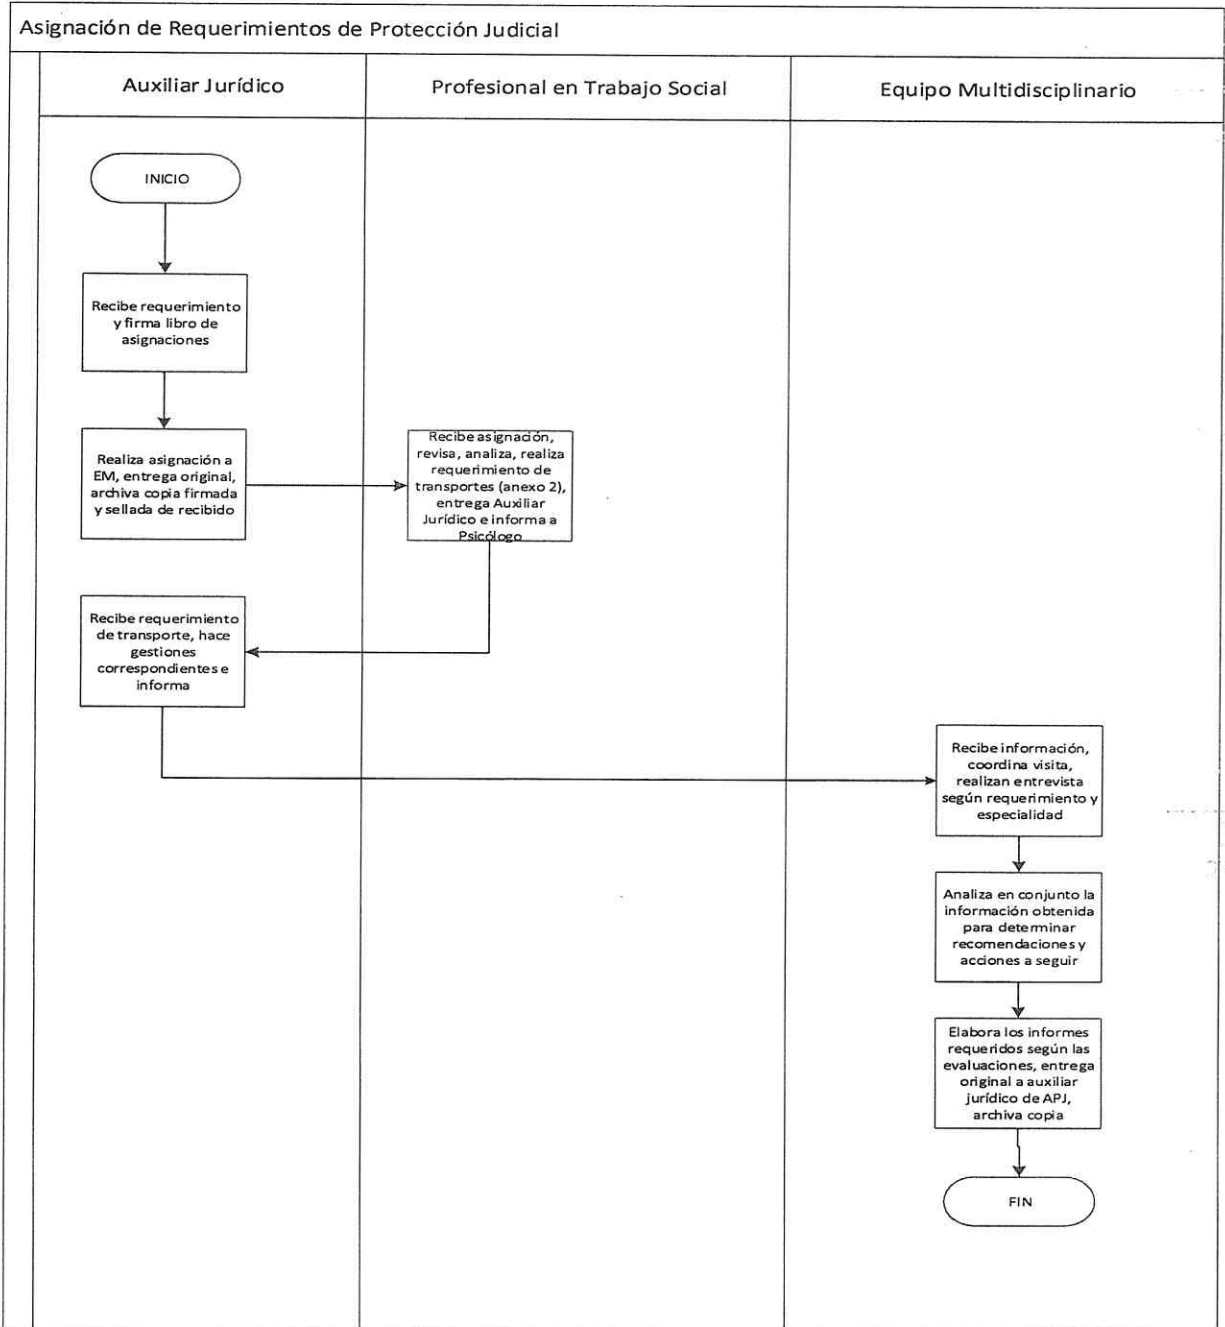 Asignación de Requerimientos de Protección Judicial
Auxiliar Jurídico
Profesional en Trabajo Social
Equipo Multidisciplinario
INICIO
Recibe requerimiento
y firma libro de
asignaciones
Realiza asignación a
EM, entrega original,
archiva copia firmada
y sellada de recibido
Recibe asignación,
revisa, analiza, realiza
requerimiento de
transportes (anexo 2),
entrega Auxiliar
Jurídico e informa a
Psicólogo
Recibe requerimiento
de transporte, hace
gestiones
correspondientes e
informa
Recibe información,
coordina visita,
realizan entrevista
según requerimiento y
especialidad
Analiza en conjunto la
información obtenida
para determinar
recomendaciones y
acciones a seguir
Elabora los informes
requeridos según las
evaluaciones, entrega
original a auxiliar
jurídico de APJ,
archiva copia
FIN